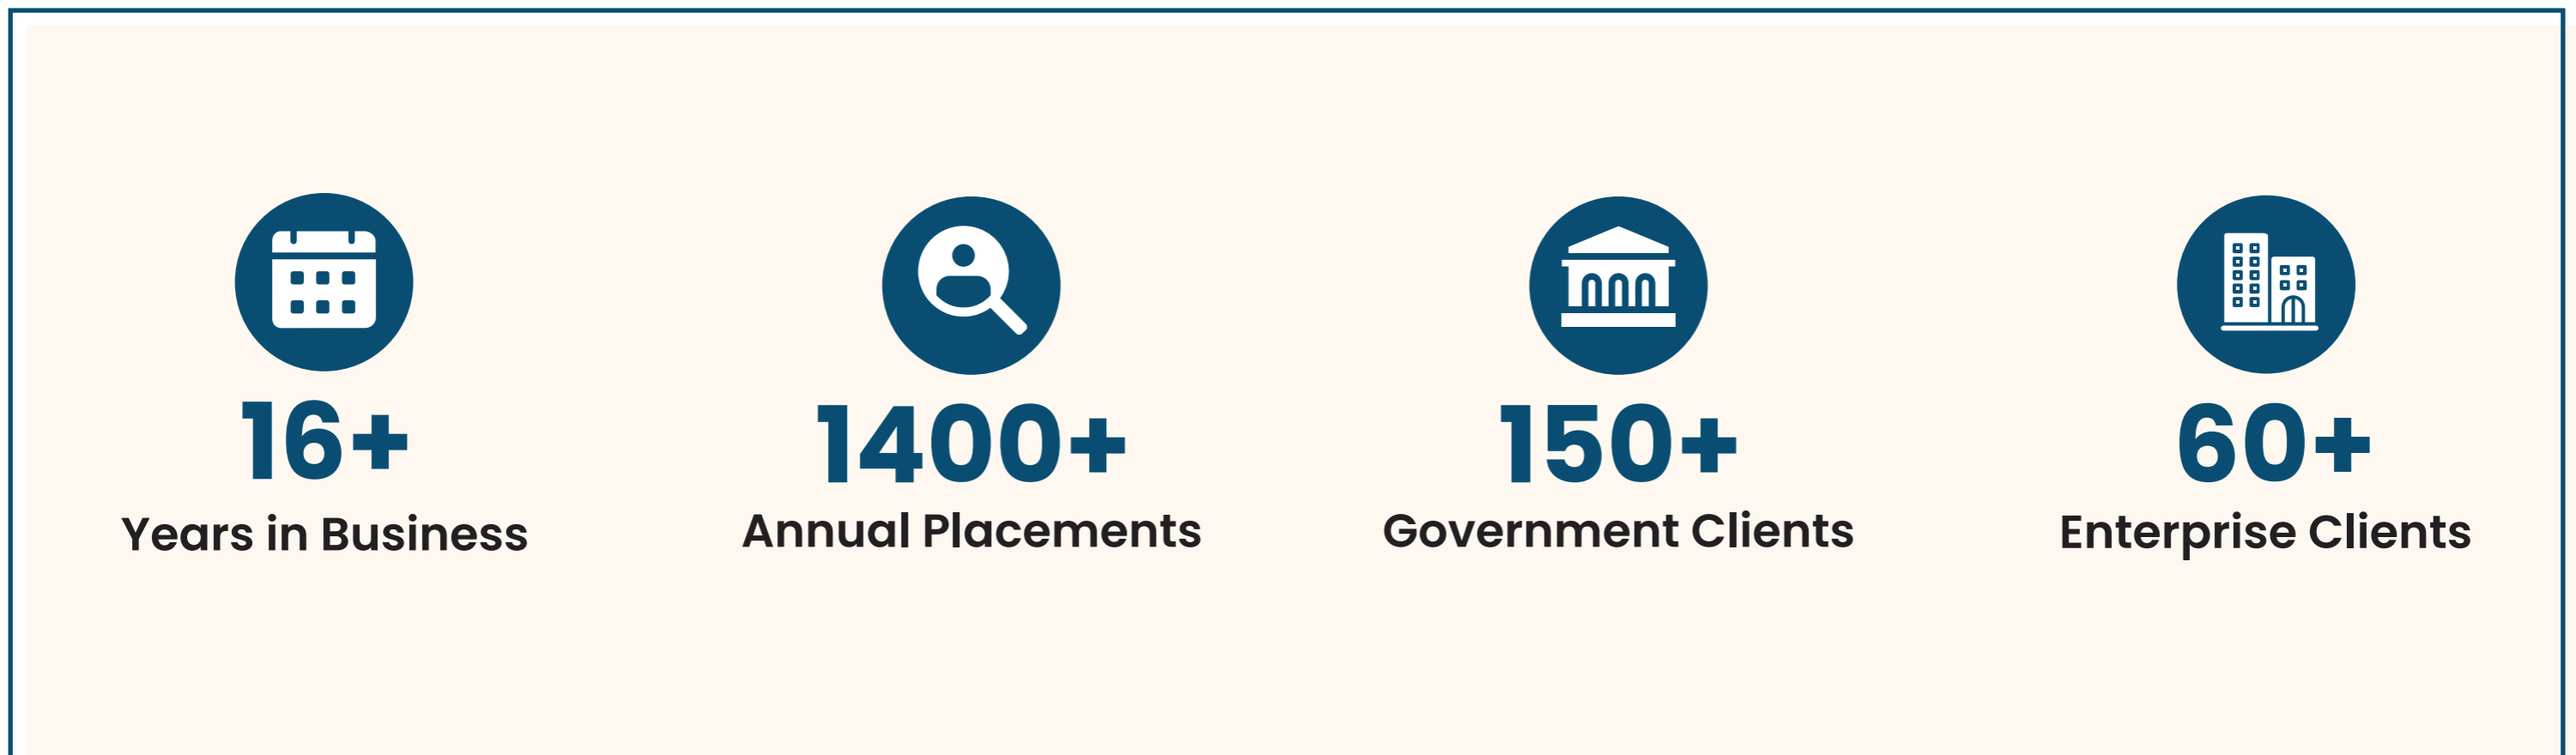 16+
Years in Business
1400+
Annual Placements
150+
Government Clients
60+
Enterprise Clients